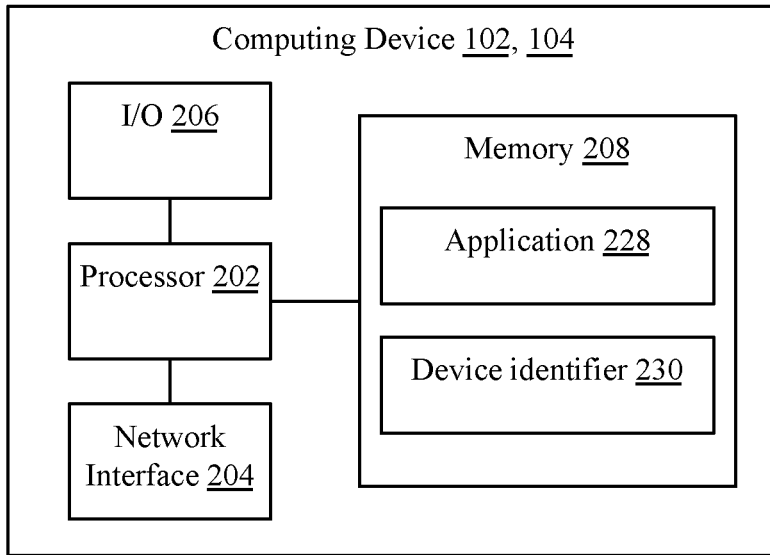 Computing Device 102, 104
I/O 206
Memory 208
Application 228
Processor 202
Device identifier 230
Network
Interface 204